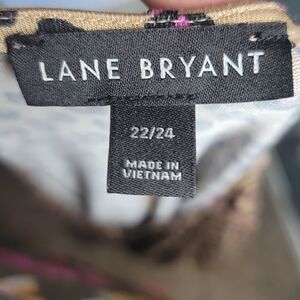 LANE BRYANT
22/24
MADE IN
VIETNAM